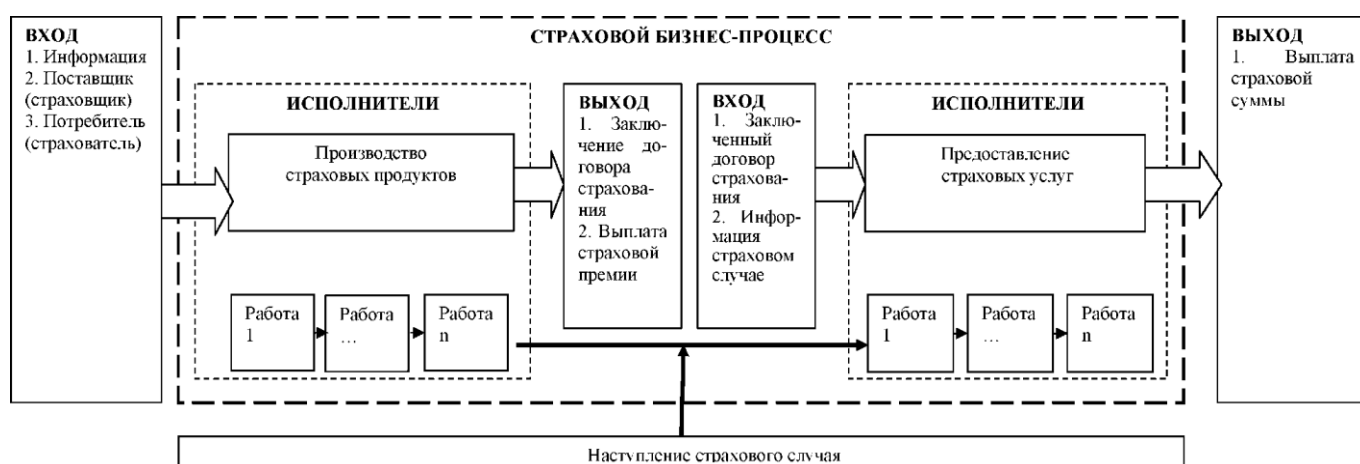 ВХОД
1. Информация
2. Поставщик
(страховщик)
3. Потребитель
(страхователь)
СТРАХОВОЙ БИЗНЕС-ПРОЦЕСС
ИСПОЛНИТЕЛИ
Производство
страховых продуктов
Работа
1
Работа
…
Работа
n
ВЫХОД
1. Заклю-
чение до-
говора
страхова-
ния
2. Выплата
страховой
премии
ВХОД
1. Заклю-
ченный
договор
страхова-
ния
2. Инфор-
мация
страховом
случае
ИСПОЛНИТЕЛИ
Предоставление
страховых услуг
Работа
1
Работа
…
Работа
n
ВЫХОД
1. Выплата
страховой
суммы
Наступление страхового случая